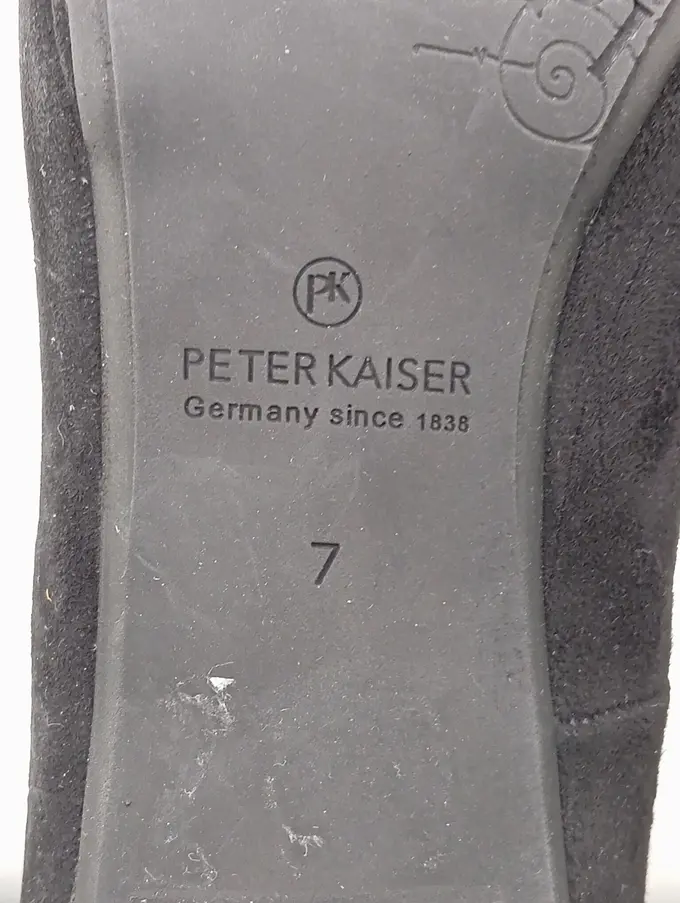 PK
PETER KAISER
Germany since 1838
7